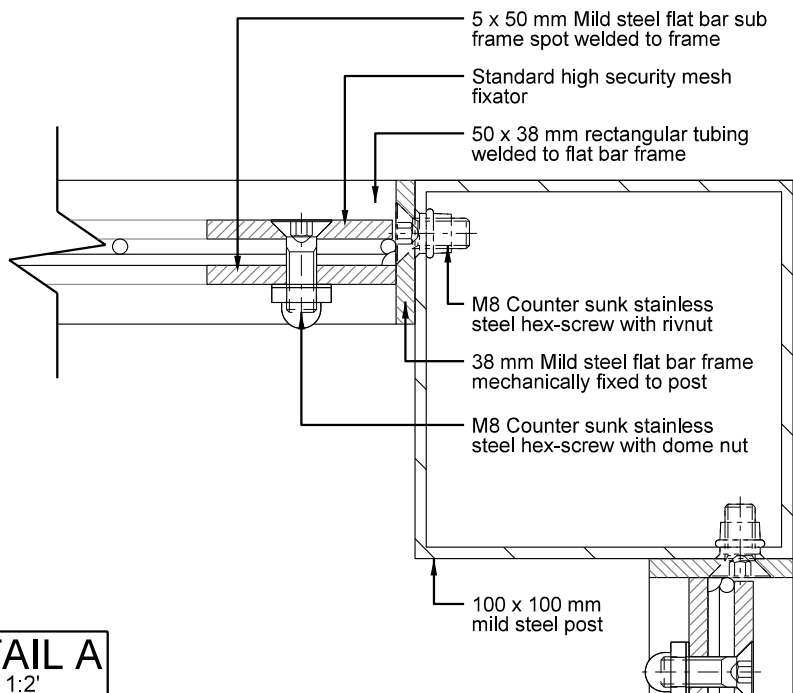 5 x 50 mm Mild steel flat bar sub
frame spot welded to frame
Standard high security mesh
fixator
50 x 38 mm rectangular tubing
welded to flat bar frame
M8 Counter sunk stainless
steel hex-screw with rivnut
38 mm Mild steel flat bar frame
mechanically fixed to post
M8 Counter sunk stainless
steel hex-screw with dome nut
100 x 100 mm
mild steel post
TAIL A
1:2'